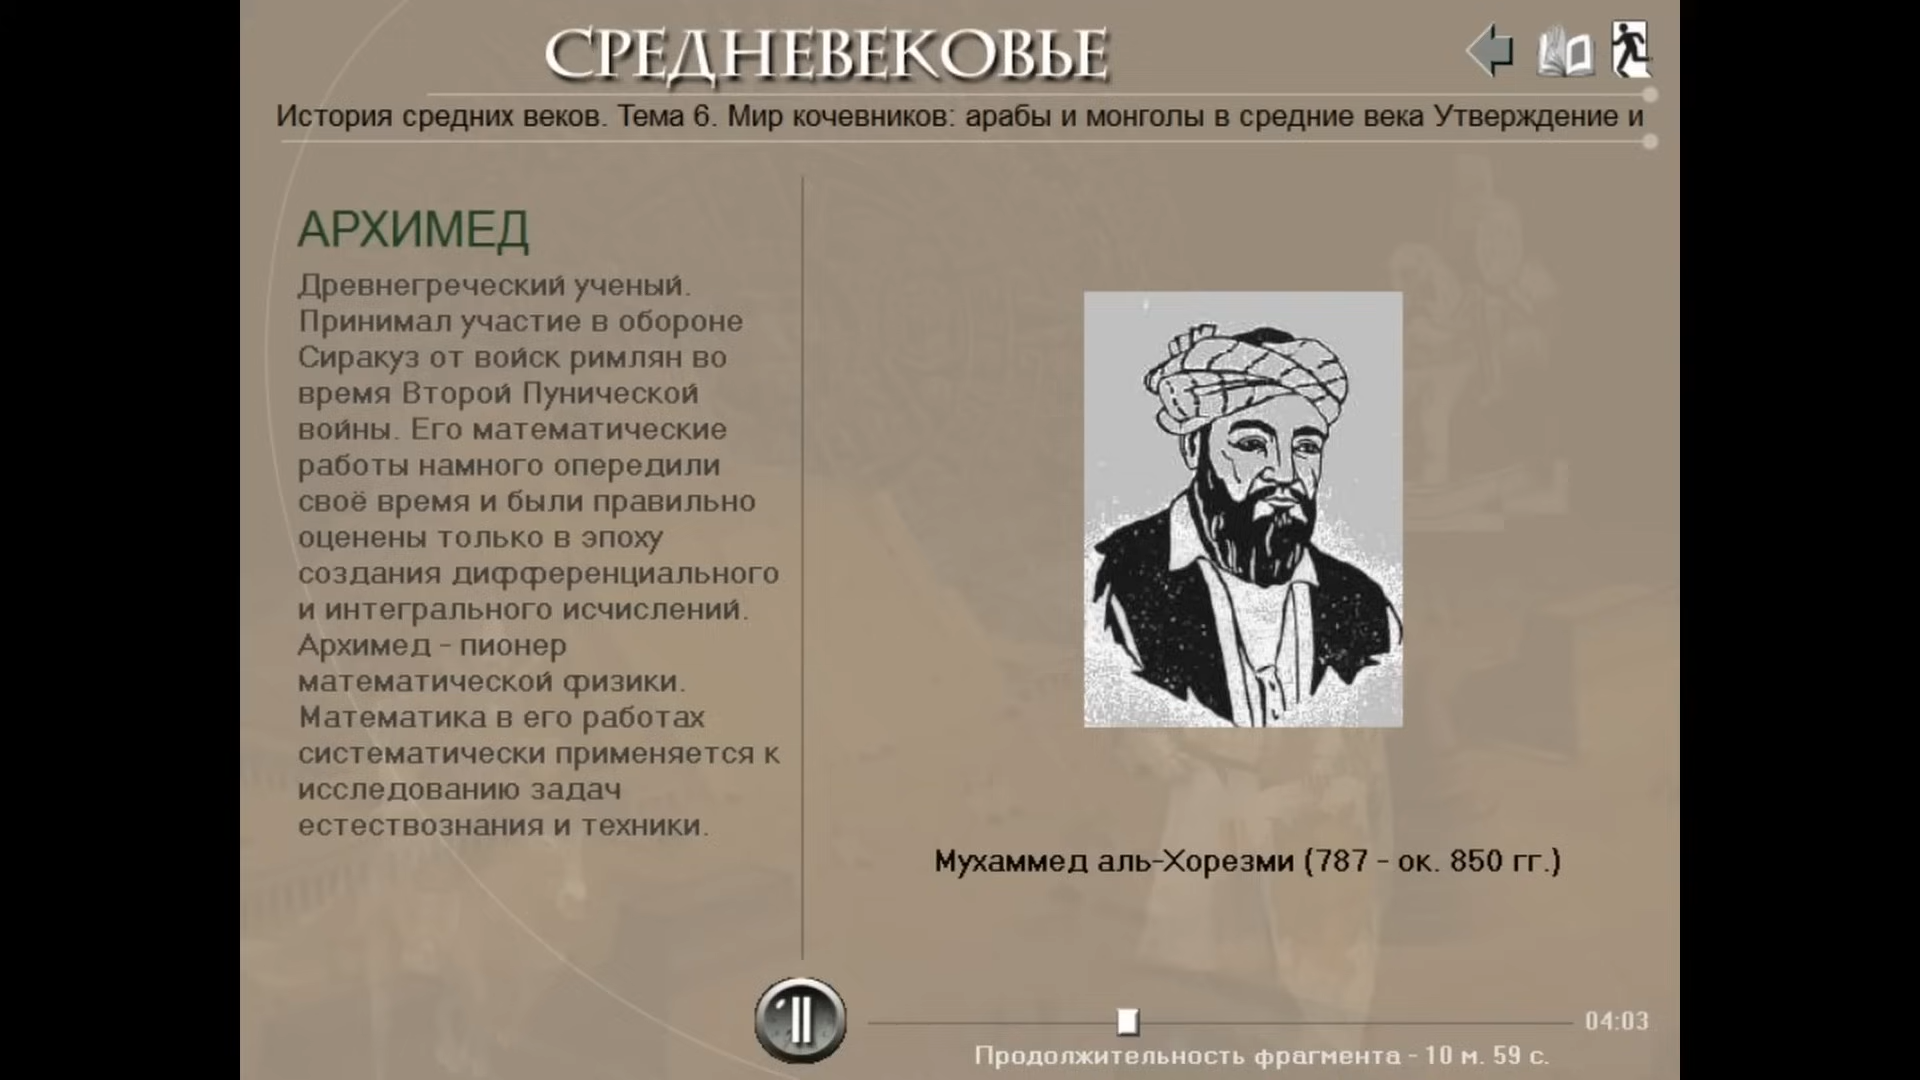 СРЕДНЕВЕКОВЬЕ
История средних веков. Тема 6. Мир кочевников: арабы и монголы в средние века Утверждение и
АРХИМЕД
Древнегреческий ученый.
Принимал участие в обороне
Сиракуз от войск римлян во
время Второй Пунической
войны. Его математические
работы намного опередили
своё время и были правильно
оценены только в эпоху
создания дифференциального
и интегрального исчислений.
Архимед - пионер
математической физики.
Математика в его работах
систематически применяется к
исследованию задач
естествознания и техники.
Мухаммед аль-Хорезми (787 - ок. 850 гг.)
04:03
Продолжительность фрагмента - 10 м. 59 с.